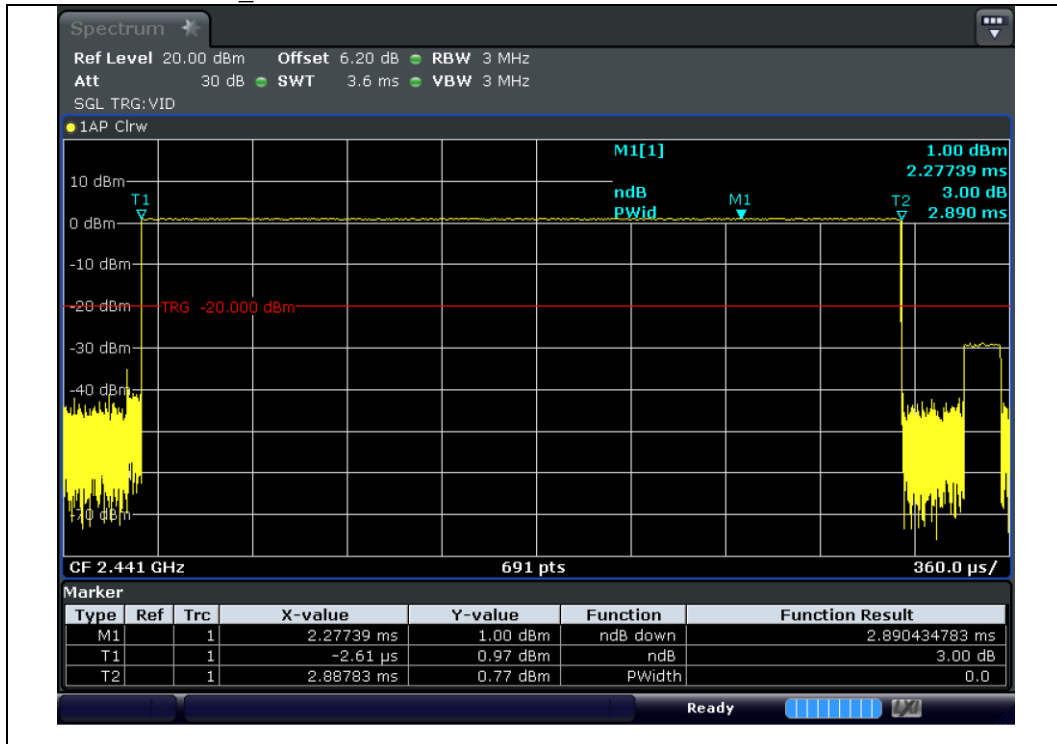 Spectrum
Ref Level 20.00 dBm Offset 6.20 dB RBW 3 MHz
Att 30 dB SWT 3.6 ms VBW 3 MHz
SGL TRG:VID
1AP Clrw
M1[1] 1.00 dBm
2.27739 ms
10 dBm
ndB 3.00 dB
T1 M1 T2
PWid 2.890 ms
0 dBm
-10 dBm
-20 dBm TRG -20.000 dBm
-30 dBm
-40 dBm
-70 dBm
CF 2.441 GHz 691 pts 360.0 µs/
Marker
Type Ref Trc X-value Y-value Function Function Result
M1 1 2.27739 ms 1.00 dBm ndB down 2.890434783 ms
T1 1 -2.61 µs 0.97 dBm ndB 3.00 dB
T2 1 2.88783 ms 0.77 dBm PWidth 0.0
Ready LXI